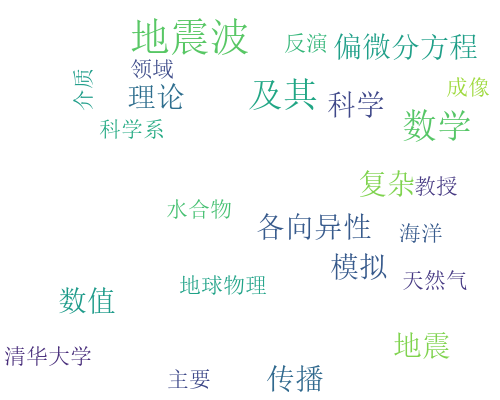 地震波
反演
偏微分方程
领域
介质
理论
及其
科学
成像
数学
科学系
复杂
教授
水合物
各向异性
海洋
模拟
天然气
地球物理
数值
地震
清华大学
主要
传播